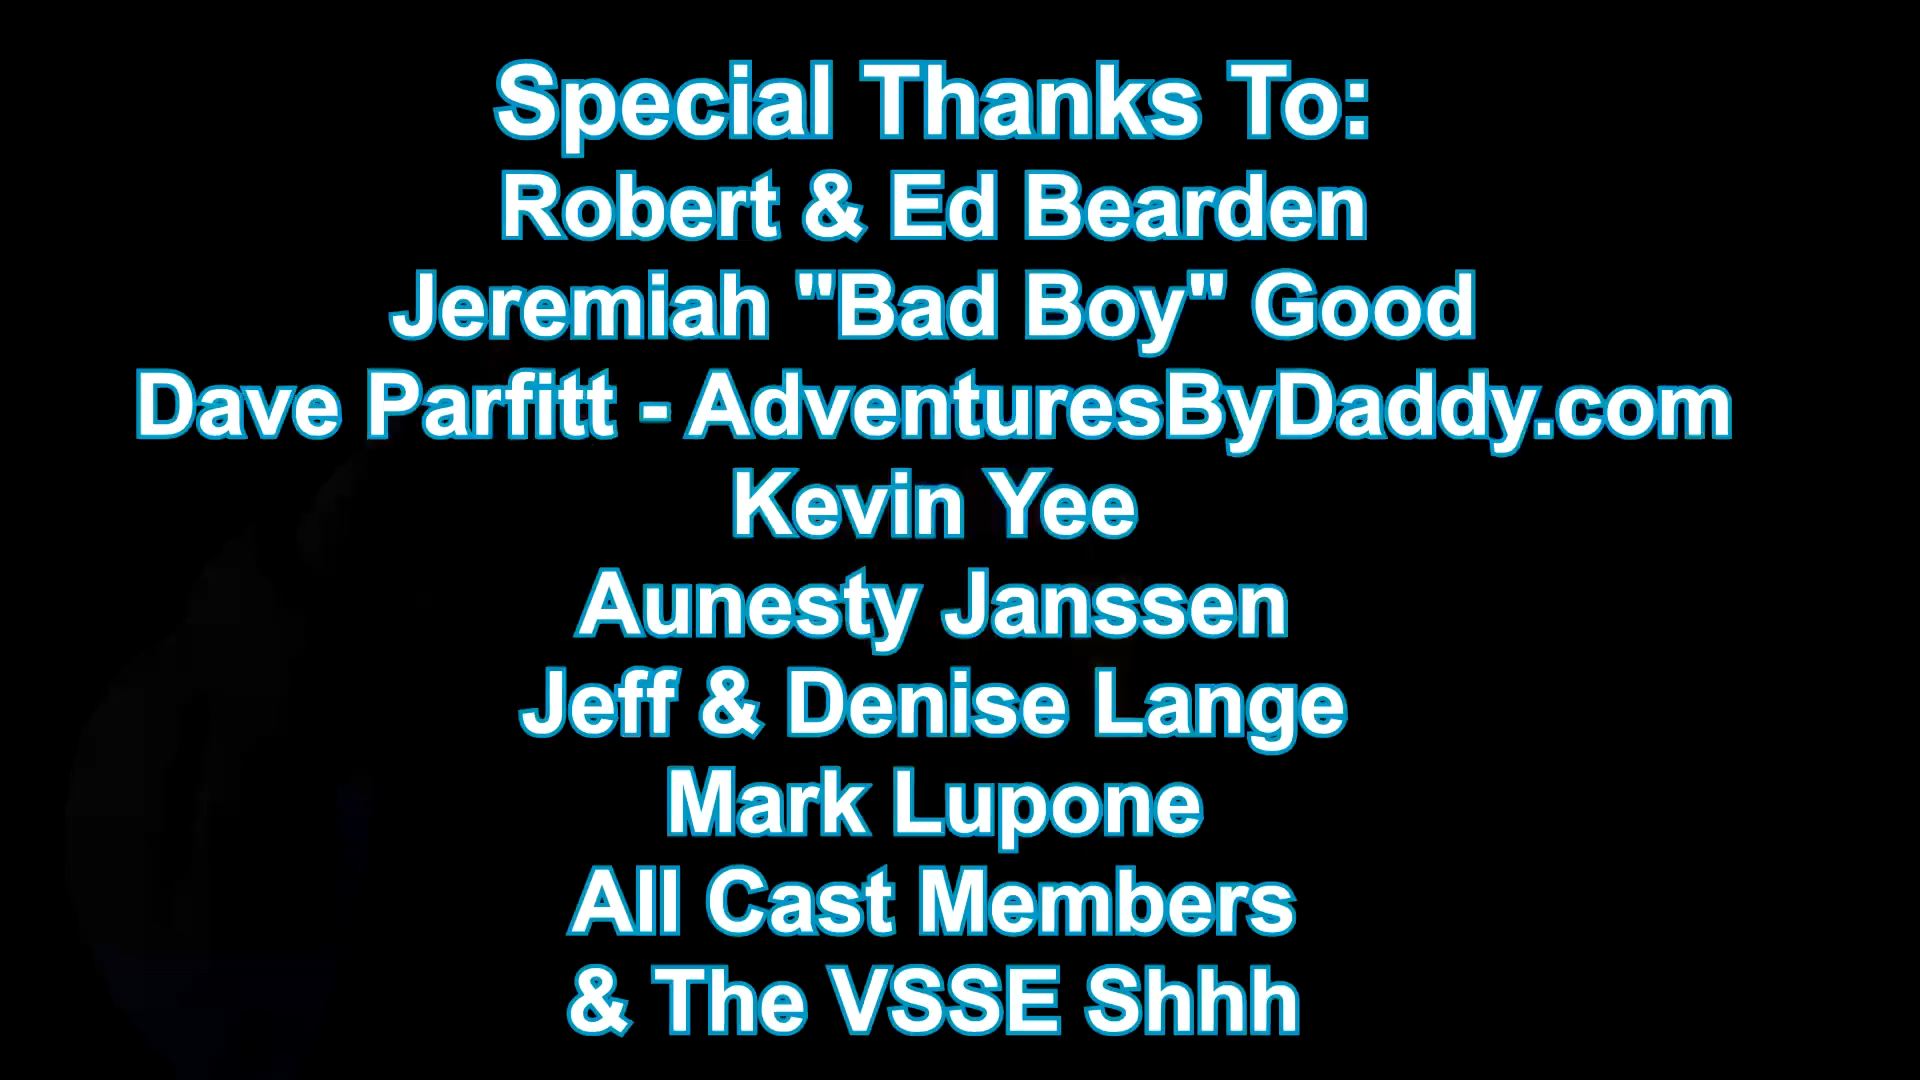 Special Thanks To:
Robert & Ed Bearden
Jeremiah "Bad Boy" Good
Dave Parfitt - AdventuresByDaddy.com
Kevin Yee
Aunesty Janssen
Jeff & Denise Lange
Mark Lupone
All Cast Members
& The VSSE Shhh